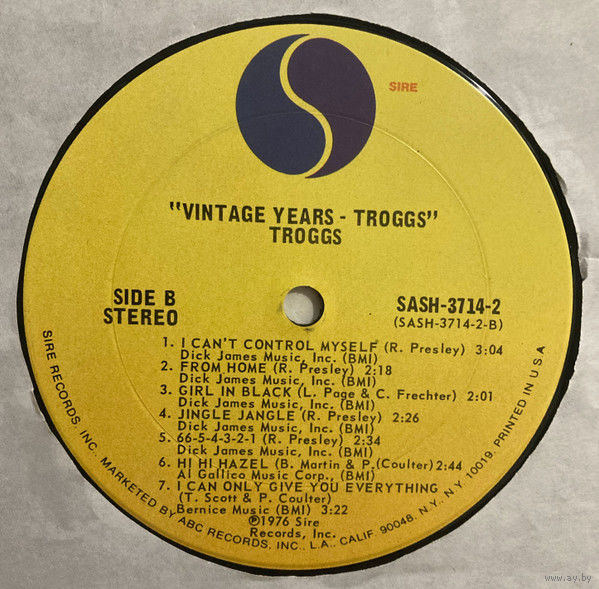 SIRE
"VINTAGE YEARS - TROGGS"
TROGGS
SIDE B
STEREO
SASH-3714-2
(SASH-3714-2-B)
1. I CAN'T CONTROL MYSELF (R. Presley) 3:04
Dick James Music, Inc. (BMI)
2. FROM HOME (R. Presley) 2:18
Dick James Music, Inc. (BMI)
3. GIRL IN BLACK (L. Page & C. Frechter) 2:01
Dick James Music, Inc. (BMI)
4. JINGLE JANGLE (R. Presley) 2:26
Dick James Music, Inc. (BMI)
5. 66-5-4-3-2-1 (R. Presley) 2:34
Dick James Music, Inc. (BMI)
6. HI HI HAZEL (B. Martin & P.(Coulter) 2:44
Al Gallico Music Corp., (BMI)
7. I CAN ONLY GIVE YOU EVERYTHING
(T. Scott & P. Coulter)
Bernice Music (BMI) 3:22
℗1976 Sire
Records, Inc.
SIRE RECORDS, INC. MARKETED BY ABC RECORDS, INC., L.A., CALIF 90048, N.Y., N.Y. 10019. PRINTED IN U S A
www.ay.by